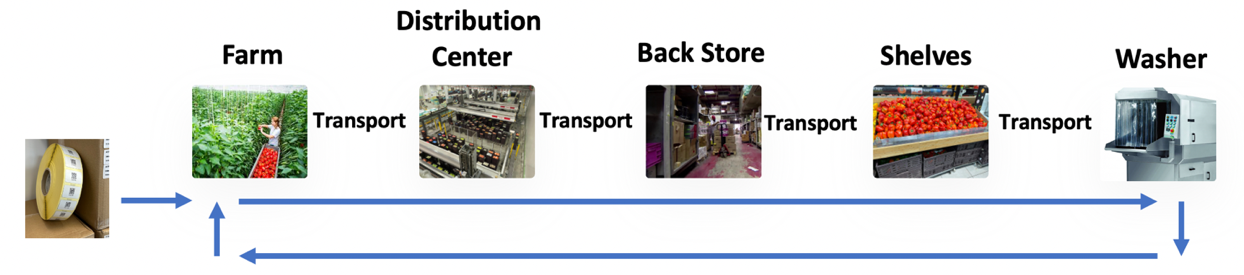 Farm
Distribution
Center
Back Store
Shelves
Washer
Transport
Transport
Transport
Transport